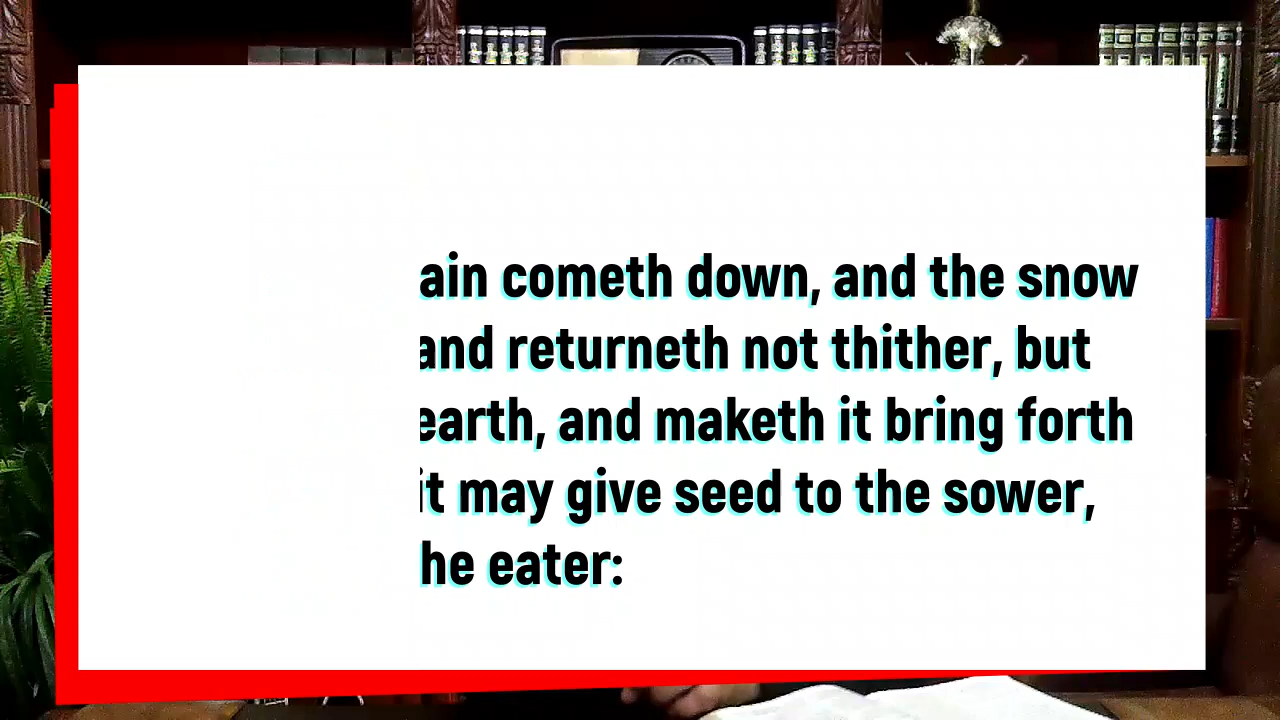 ain cometh down, and the snow
and returneth not thither, but
earth, and maketh it bring forth
it may give seed to the sower,
he eater: